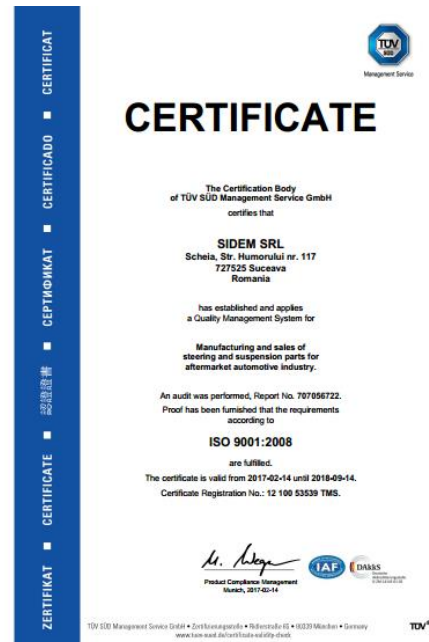 TÜV
SÜD
Management Service
CERTIFICATE
The Certification Body
of TÜV SÜD Management Service GmbH
certifies that
SIDEM SRL
Scheia, Str. Humorului nr. 117
727525 Suceava
Romania
has established and applies
a Quality Management System for
Manufacturing and sales of
steering and suspension parts for
aftermarket automotive industry.
An audit was performed, Report No. 707056722.
Proof has been furnished that the requirements
according to
ISO 9001:2008
are fulfilled.
The certificate is valid from 2017-02-14 until 2018-09-14.
Certificate Registration No.: 12 100 53539 TMS.
Product Compliance Management
Munich, 2017-02-14
IAF
DAkkS
TÜV SÜD Management Service GmbH • Zertifizierungsstelle • Ridlerstraße 65 • 80339 München • Germany
www.tuev-sued.de/certificate-validity-check
TÜV®
ZERTIFIKAT ■ CERTIFICATE ■ 認證證書 ■ СЕРТИФИКАТ ■ CERTIFICADO ■ CERTIFICAT